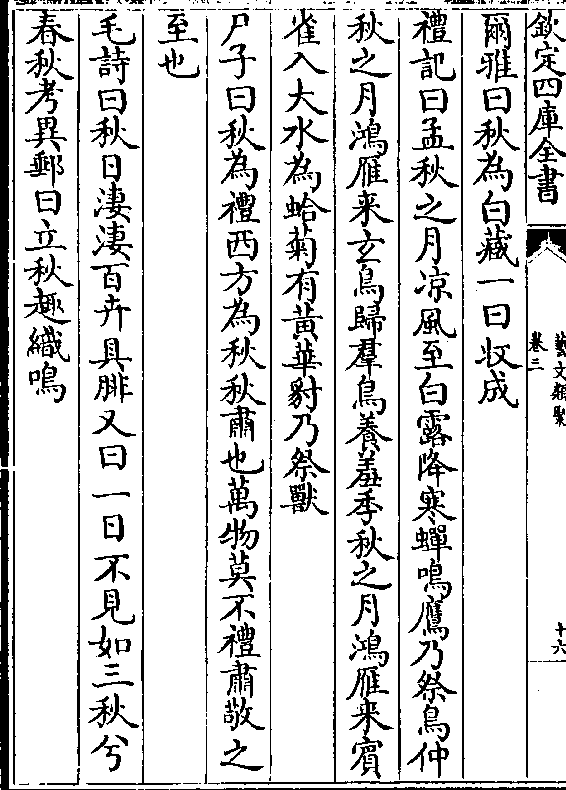 欽定四庫全書
藝文類聚
卷三
十六
爾雅曰秋為白藏一曰收成
禮記曰孟秋之月凉風至白露降寒蟬鳴鷹乃祭鳥仲
秋之月鴻雁来玄鳥歸羣鳥養羞季秋之月鴻雁来賓
雀入大水為蛤菊有黃華豺乃祭獸
尸子曰秋為禮西方為秋秋肅也萬物莫不禮肅敬之
至也
毛詩曰秋日淒淒百卉具腓又曰一日不見如三秋兮
春秋考異郵曰立秋趣織鳴